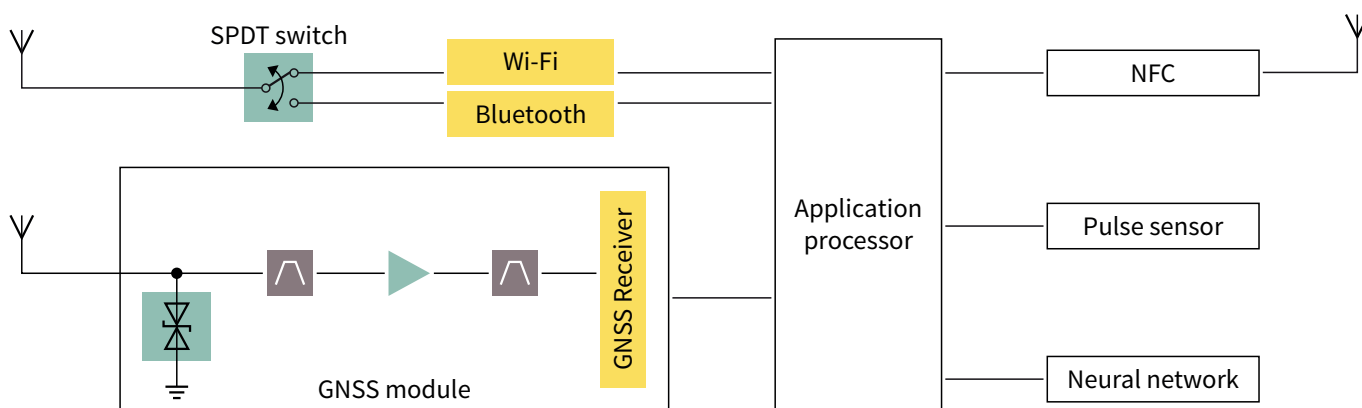 SPDT switch
Wi-Fi
NFC
Bluetooth
Application
processor
Pulse sensor
GNSS Receiver
GNSS module
Neural network